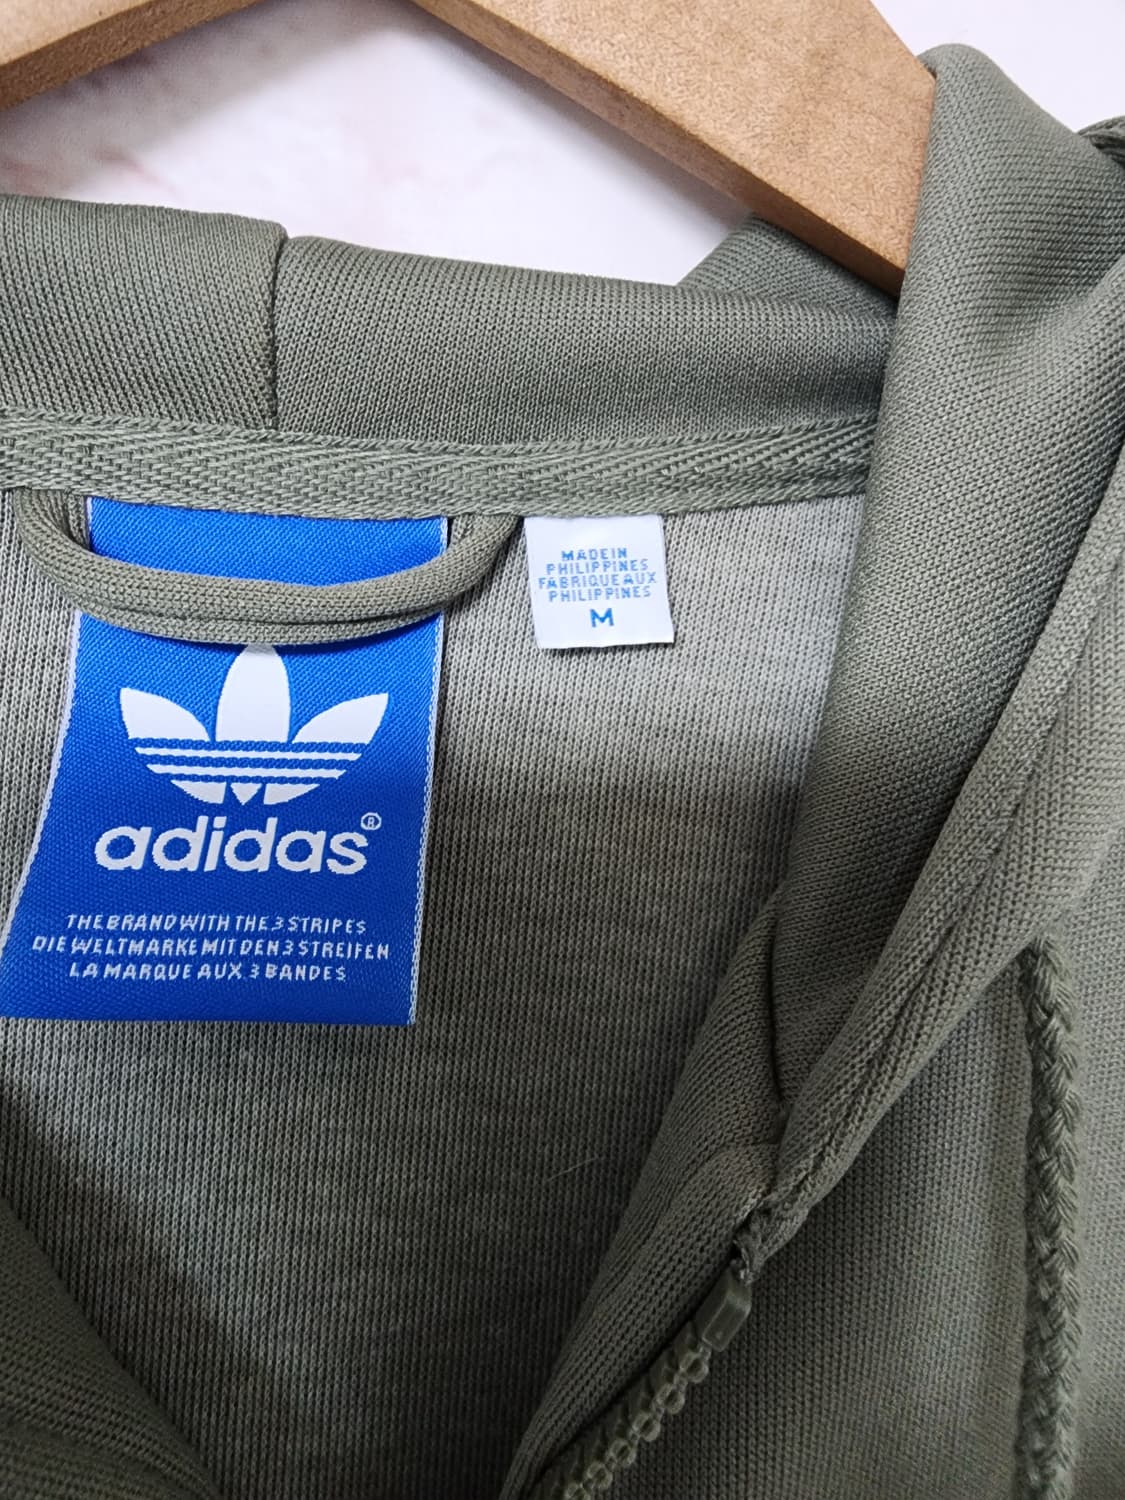 MADE IN
PHILIPPINES
FABRIQUE AUX
PHILIPPINES
M
adidas®
THE BRAND WITH THE 3 STRIPES
DIE WELTMARKE MIT DEN 3 STREIFEN
LA MARQUE AUX 3 BANDES